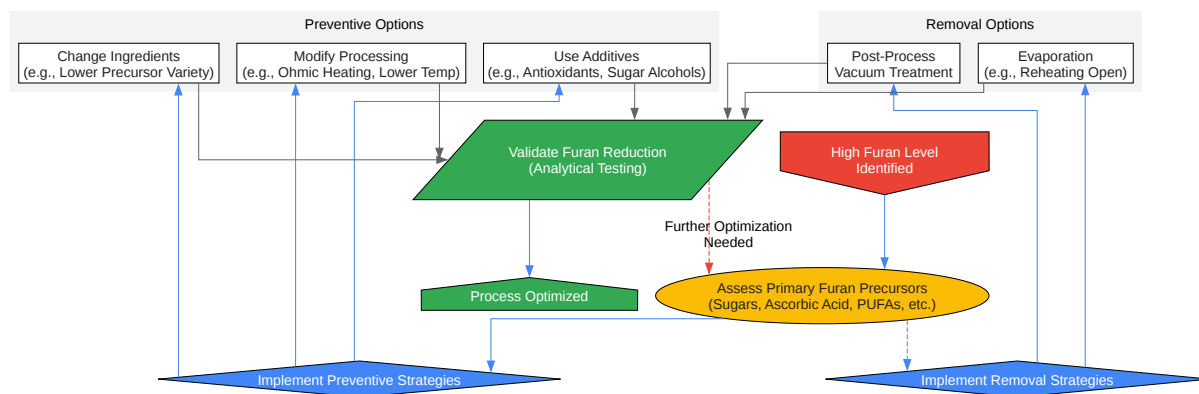 Preventive Options
Removal Options
Change Ingredients
(e.g., Lower Precursor Variety)
Modify Processing
(e.g., Ohmic Heating, Lower Temp)
Use Additives
(e.g., Antioxidants, Sugar Alcohols)
Post-Process
Vacuum Treatment
Evaporation
(e.g., Reheating Open)
Validate Furan Reduction
(Analytical Testing)
High Furan Level
Identified
Further Optimization
Needed
Process Optimized
Assess Primary Furan Precursors
(Sugars, Ascorbic Acid, PUFAs, etc.)
Implement Preventive Strategies
Implement Removal Strategies